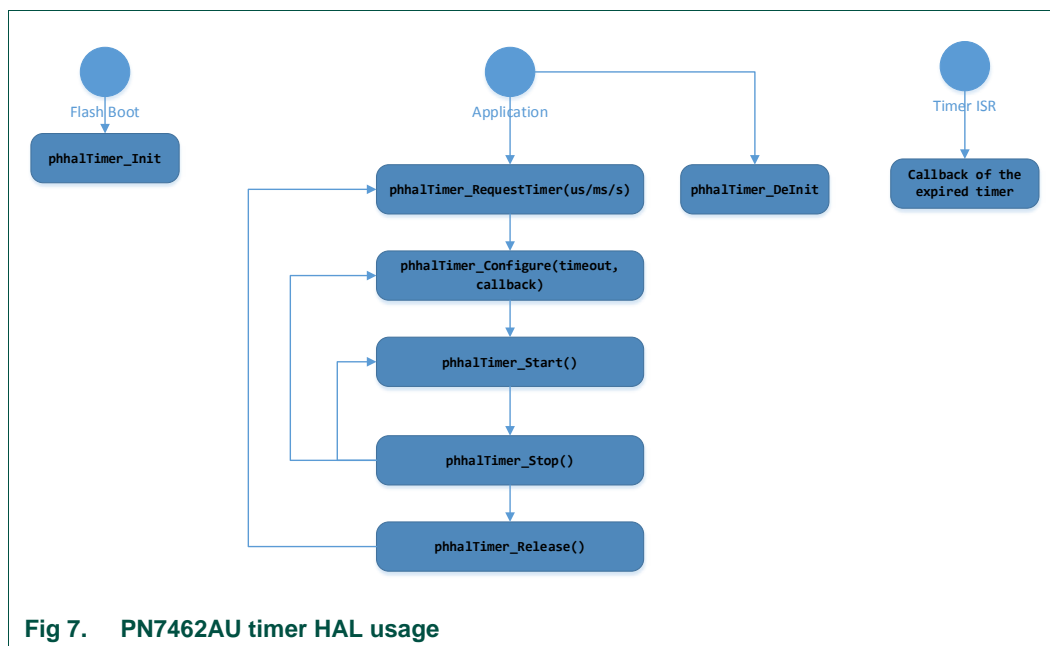 Flash Boot
phhalTimer_Init
Application
phhalTimer_RequestTimer(us/ms/s)
phhalTimer_Configure(timeout,
callback)
phhalTimer_Start()
phhalTimer_Stop()
phhalTimer_Release()
phhalTimer_DeInit
Timer ISR
Callback of the
expired timer
Fig 7. PN7462AU timer HAL usage